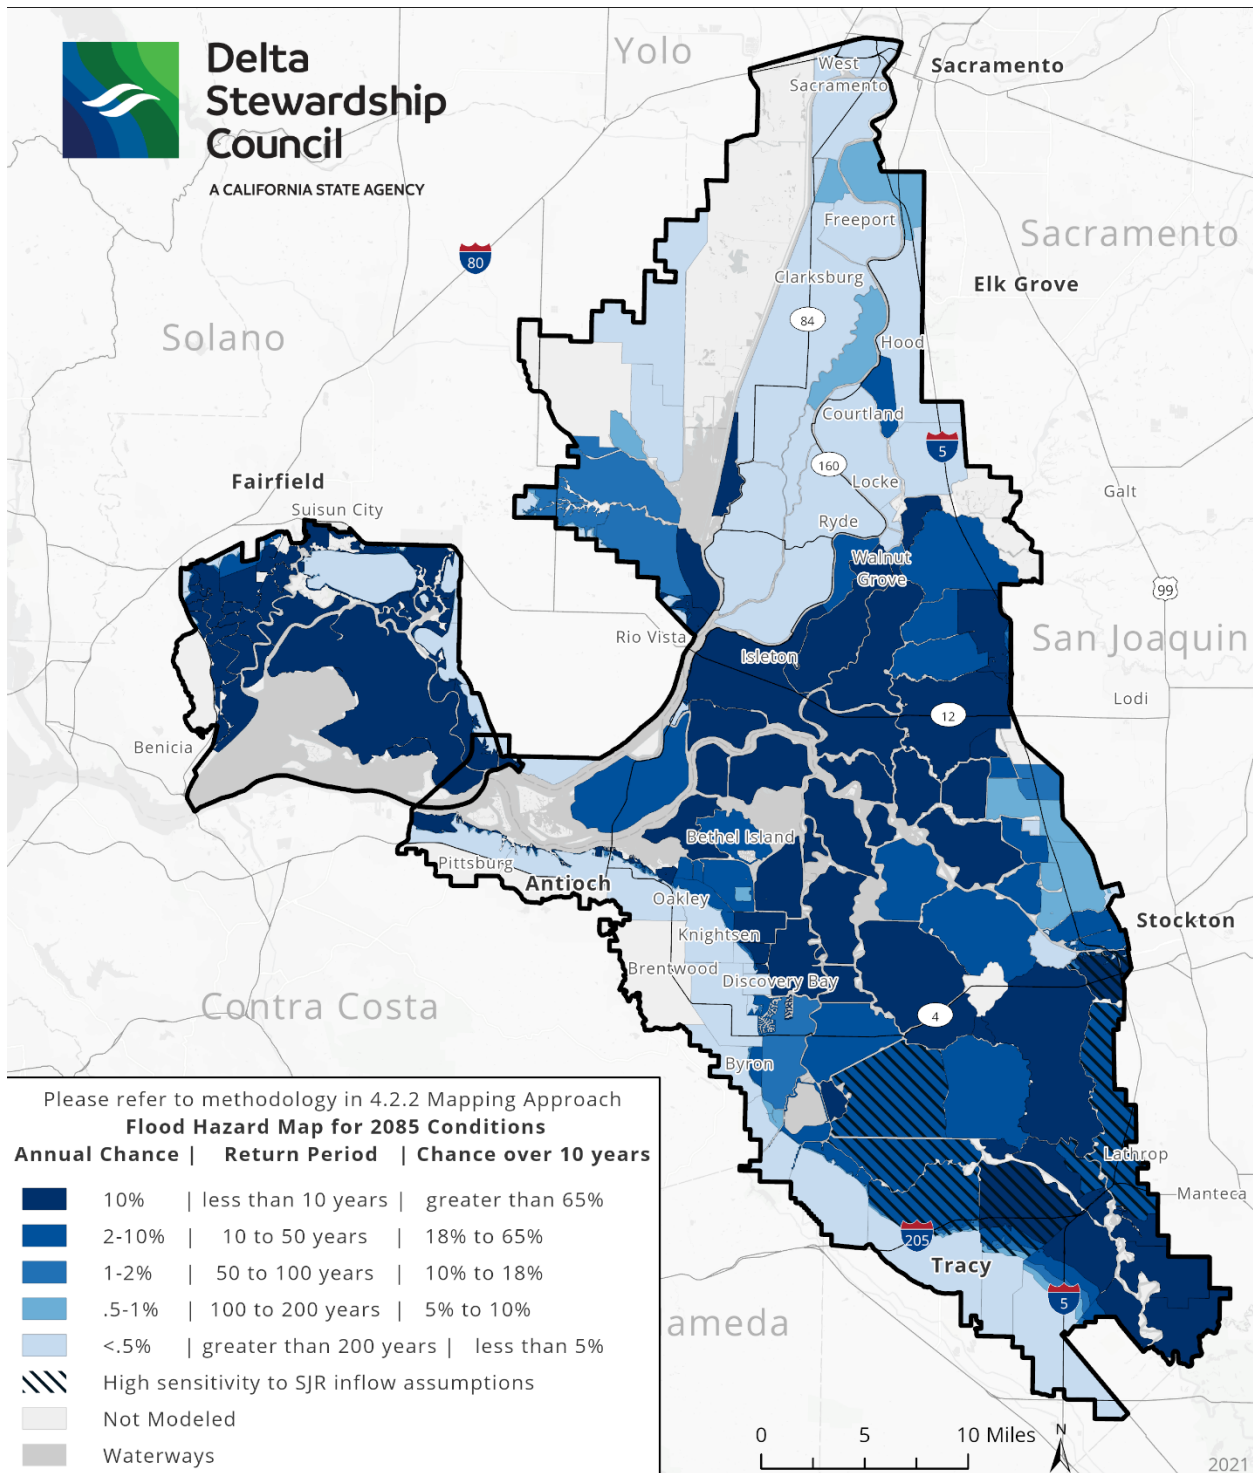 Delta
Stewardship
Council
A CALIFORNIA STATE AGENCY
Yolo
West
Sacramento
Sacramento
Freeport
Sacramento
80
Clarksburg
Elk Grove
84
Solano
Hood
Courtland
5
160
Locke
Fairfield
Galt
Suisun City
Ryde
Walnut
Grove
99
Rio Vista
San Joaquin
Isleton
Lodi
12
Benicia
Bethel Island
Pittsburg
Antioch
Oakley
Stockton
Knightsen
Brentwood
Discovery Bay
Contra Costa
4
Byron
Lathrop
Manteca
205
Tracy
5
ameda
Please refer to methodology in 4.2.2 Mapping Approach
Flood Hazard Map for 2085 Conditions
Annual Chance | Return Period | Chance over 10 years
10% | less than 10 years | greater than 65%
2-10% | 10 to 50 years | 18% to 65%
1-2% | 50 to 100 years | 10% to 18%
.5-1% | 100 to 200 years | 5% to 10%
<.5% | greater than 200 years | less than 5%
High sensitivity to SJR inflow assumptions
Not Modeled
Waterways
0 5 10 Miles
N
2021